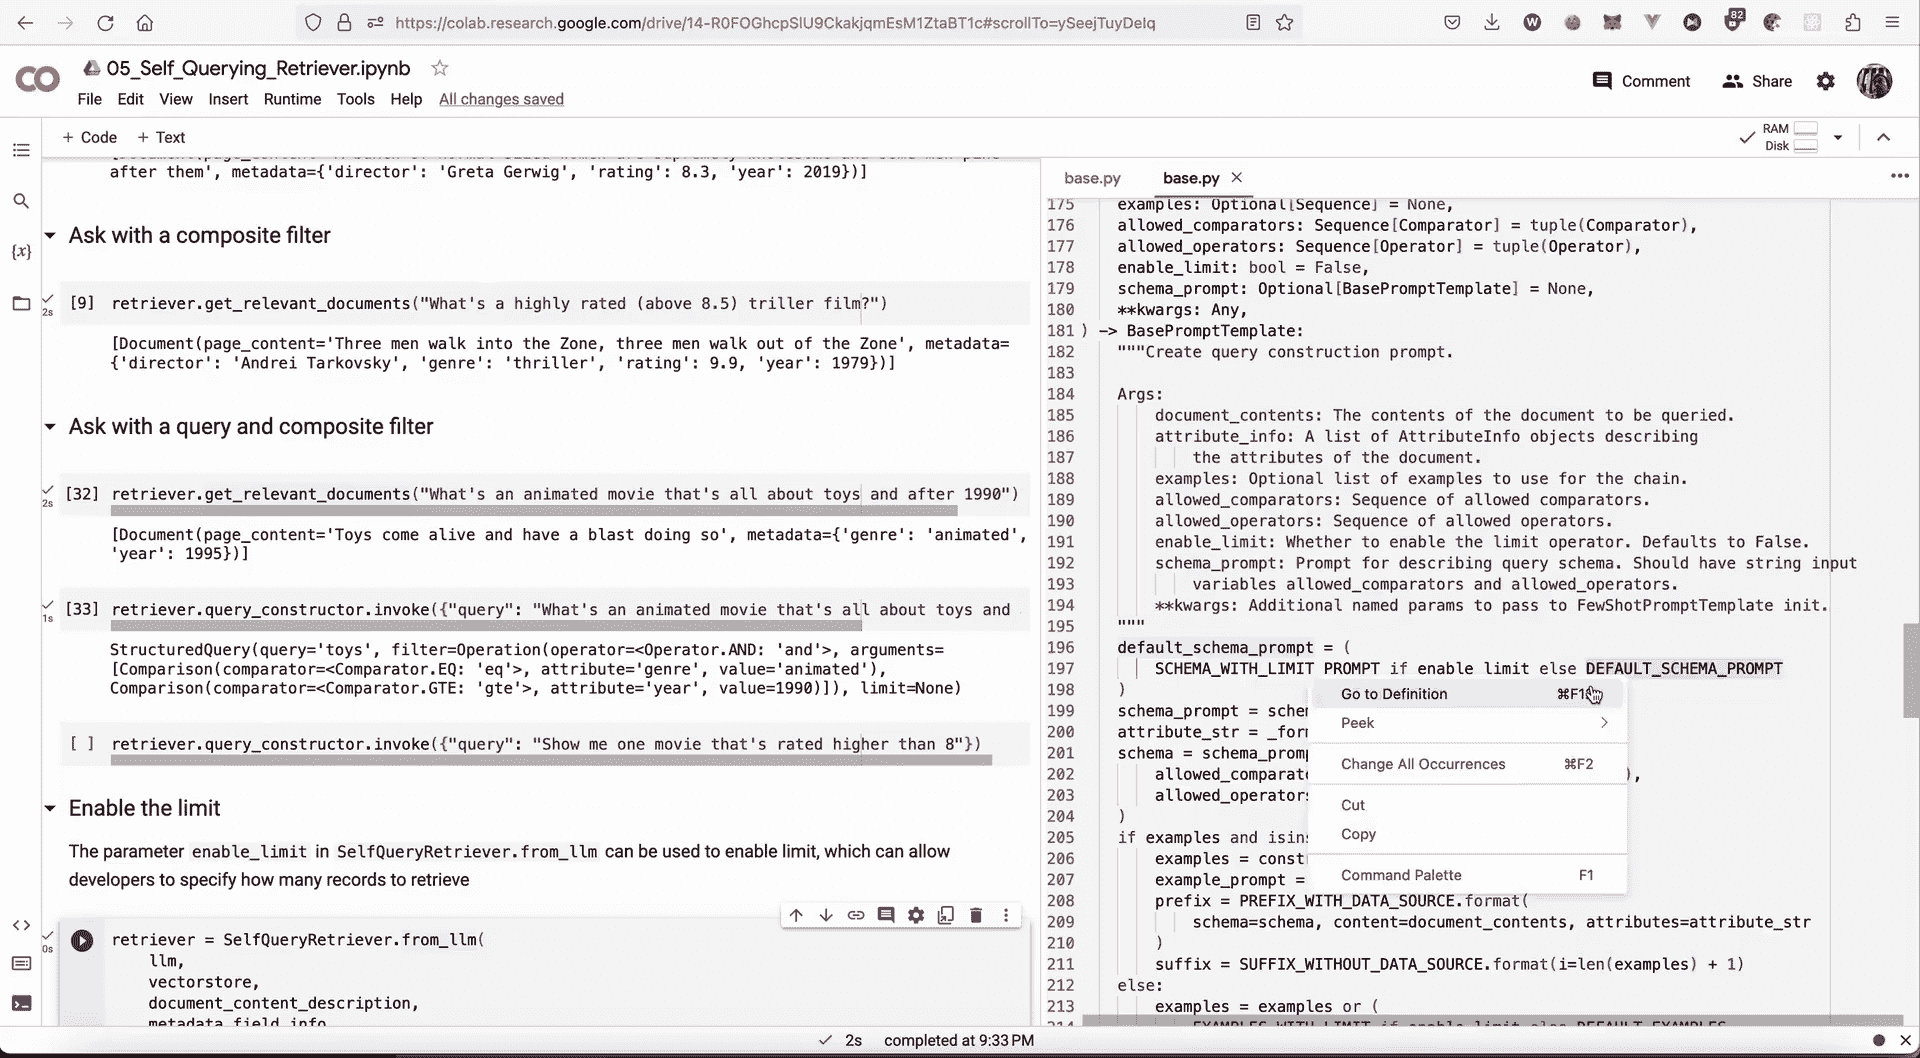 https://colab.research.google.com/drive/14-R0FOGhcpSlU9CkakjqmEsM1ZtaBT1c#scrollTo=ySeejTuyDeIq
82
05_Self_Querying_Retriever.ipynb
File Edit View Insert Runtime Tools Help All changes saved
Comment Share
+ Code + Text
RAM
Disk
after them', metadata={'director': 'Greta Gerwig', 'rating': 8.3, 'year': 2019})]
Ask with a composite filter
[9] retriever.get_relevant_documents("What's a highly rated (above 8.5) triller film?")
2s
[Document(page_content='Three men walk into the Zone, three men walk out of the Zone', metadata=
{'director': 'Andrei Tarkovsky', 'genre': 'thriller', 'rating': 9.9, 'year': 1979})]
Ask with a query and composite filter
[32] retriever.get_relevant_documents("What's an animated movie that's all about toys and after 1990")
2s
[Document(page_content='Toys come alive and have a blast doing so', metadata={'genre': 'animated',
'year': 1995})]
[33] retriever.query_constructor.invoke({"query": "What's an animated movie that's all about toys and
1s
StructuredQuery(query='toys', filter=Operation(operator=<Operator.AND: 'and'>, arguments=
[Comparison(comparator=<Comparator.EQ: 'eq'>, attribute='genre', value='animated'),
Comparison(comparator=<Comparator.GTE: 'gte'>, attribute='year', value=1990)]), limit=None)
[ ] retriever.query_constructor.invoke({"query": "Show me one movie that's rated higher than 8"})
Enable the limit
The parameter enable_limit in SelfQueryRetriever.from_llm can be used to enable limit, which can allow
developers to specify how many records to retrieve
0s
retriever = SelfQueryRetriever.from_llm(
llm,
vectorstore,
document_content_description,
metadata_field_info
base.py base.py
175 examples: Optional[Sequence] = None,
176 allowed_comparators: Sequence[Comparator] = tuple(Comparator),
177 allowed_operators: Sequence[Operator] = tuple(Operator),
178 enable_limit: bool = False,
179 schema_prompt: Optional[BasePromptTemplate] = None,
180 **kwargs: Any,
181 ) -> BasePromptTemplate:
182 """Create query construction prompt.
183
184 Args:
185 document_contents: The contents of the document to be queried.
186 attribute_info: A list of AttributeInfo objects describing
187 the attributes of the document.
188 examples: Optional list of examples to use for the chain.
189 allowed_comparators: Sequence of allowed comparators.
190 allowed_operators: Sequence of allowed operators.
191 enable_limit: Whether to enable the limit operator. Defaults to False.
192 schema_prompt: Prompt for describing query schema. Should have string input
193 variables allowed_comparators and allowed_operators.
194 **kwargs: Additional named params to pass to FewShotPromptTemplate init.
195 """
196 default_schema_prompt = (
197 SCHEMA_WITH_LIMIT_PROMPT if enable_limit else DEFAULT_SCHEMA_PROMPT
198 )
199 schema_prompt = 
200 attribute_str = 
201 schema = 
202
203
204 )
205 if examples and
206 examples =
207 example_prompt =
208 prefix = PREFIX_WITH_DATA_SOURCE.format(
209 schema=schema, content=document_contents, attributes=attribute_str
210 )
211 suffix = SUFFIX_WITHOUT_DATA_SOURCE.format(i=len(examples) + 1)
212 else:
213 examples = examples or (
214 EXAMPLES_WITH_LIMIT if enable_limit else DEFAULT_EXAMPLES
Go to Definition
Peek
Change All Occurrences ⌘F2
Cut
Copy
Command Palette F1
2s completed at 9:33 PM